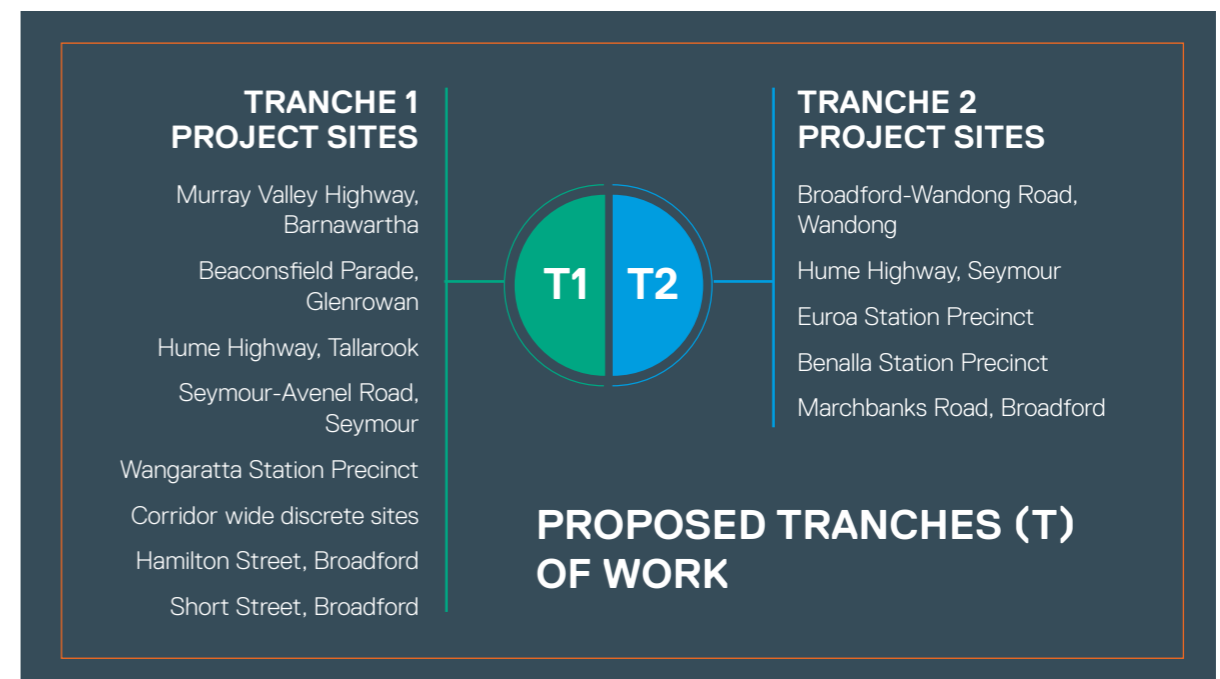 TRANCHE 1
PROJECT SITES
Murray Valley Highway,
Barnawartha
Beaconsfield Parade,
Glenrowan
Hume Highway, Tallarook
Seymour-Avenel Road,
Seymour
Wangaratta Station Precinct
Corridor wide discrete sites
Hamilton Street, Broadford
Short Street, Broadford
T1
T2
TRANCHE 2
PROJECT SITES
Broadford-Wandong Road,
Wandong
Hume Highway, Seymour
Euroa Station Precinct
Benalla Station Precinct
Marchbanks Road, Broadford
PROPOSED TRANCHES (T)
OF WORK